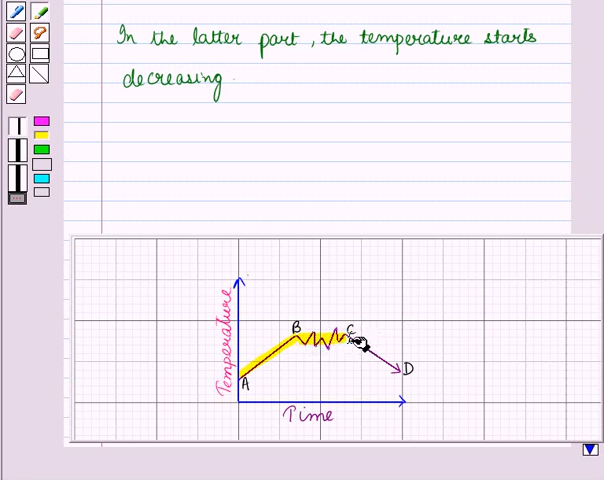 In the latter part, the temperature starts
decreasing
Temperature
A
B
C
D
Time